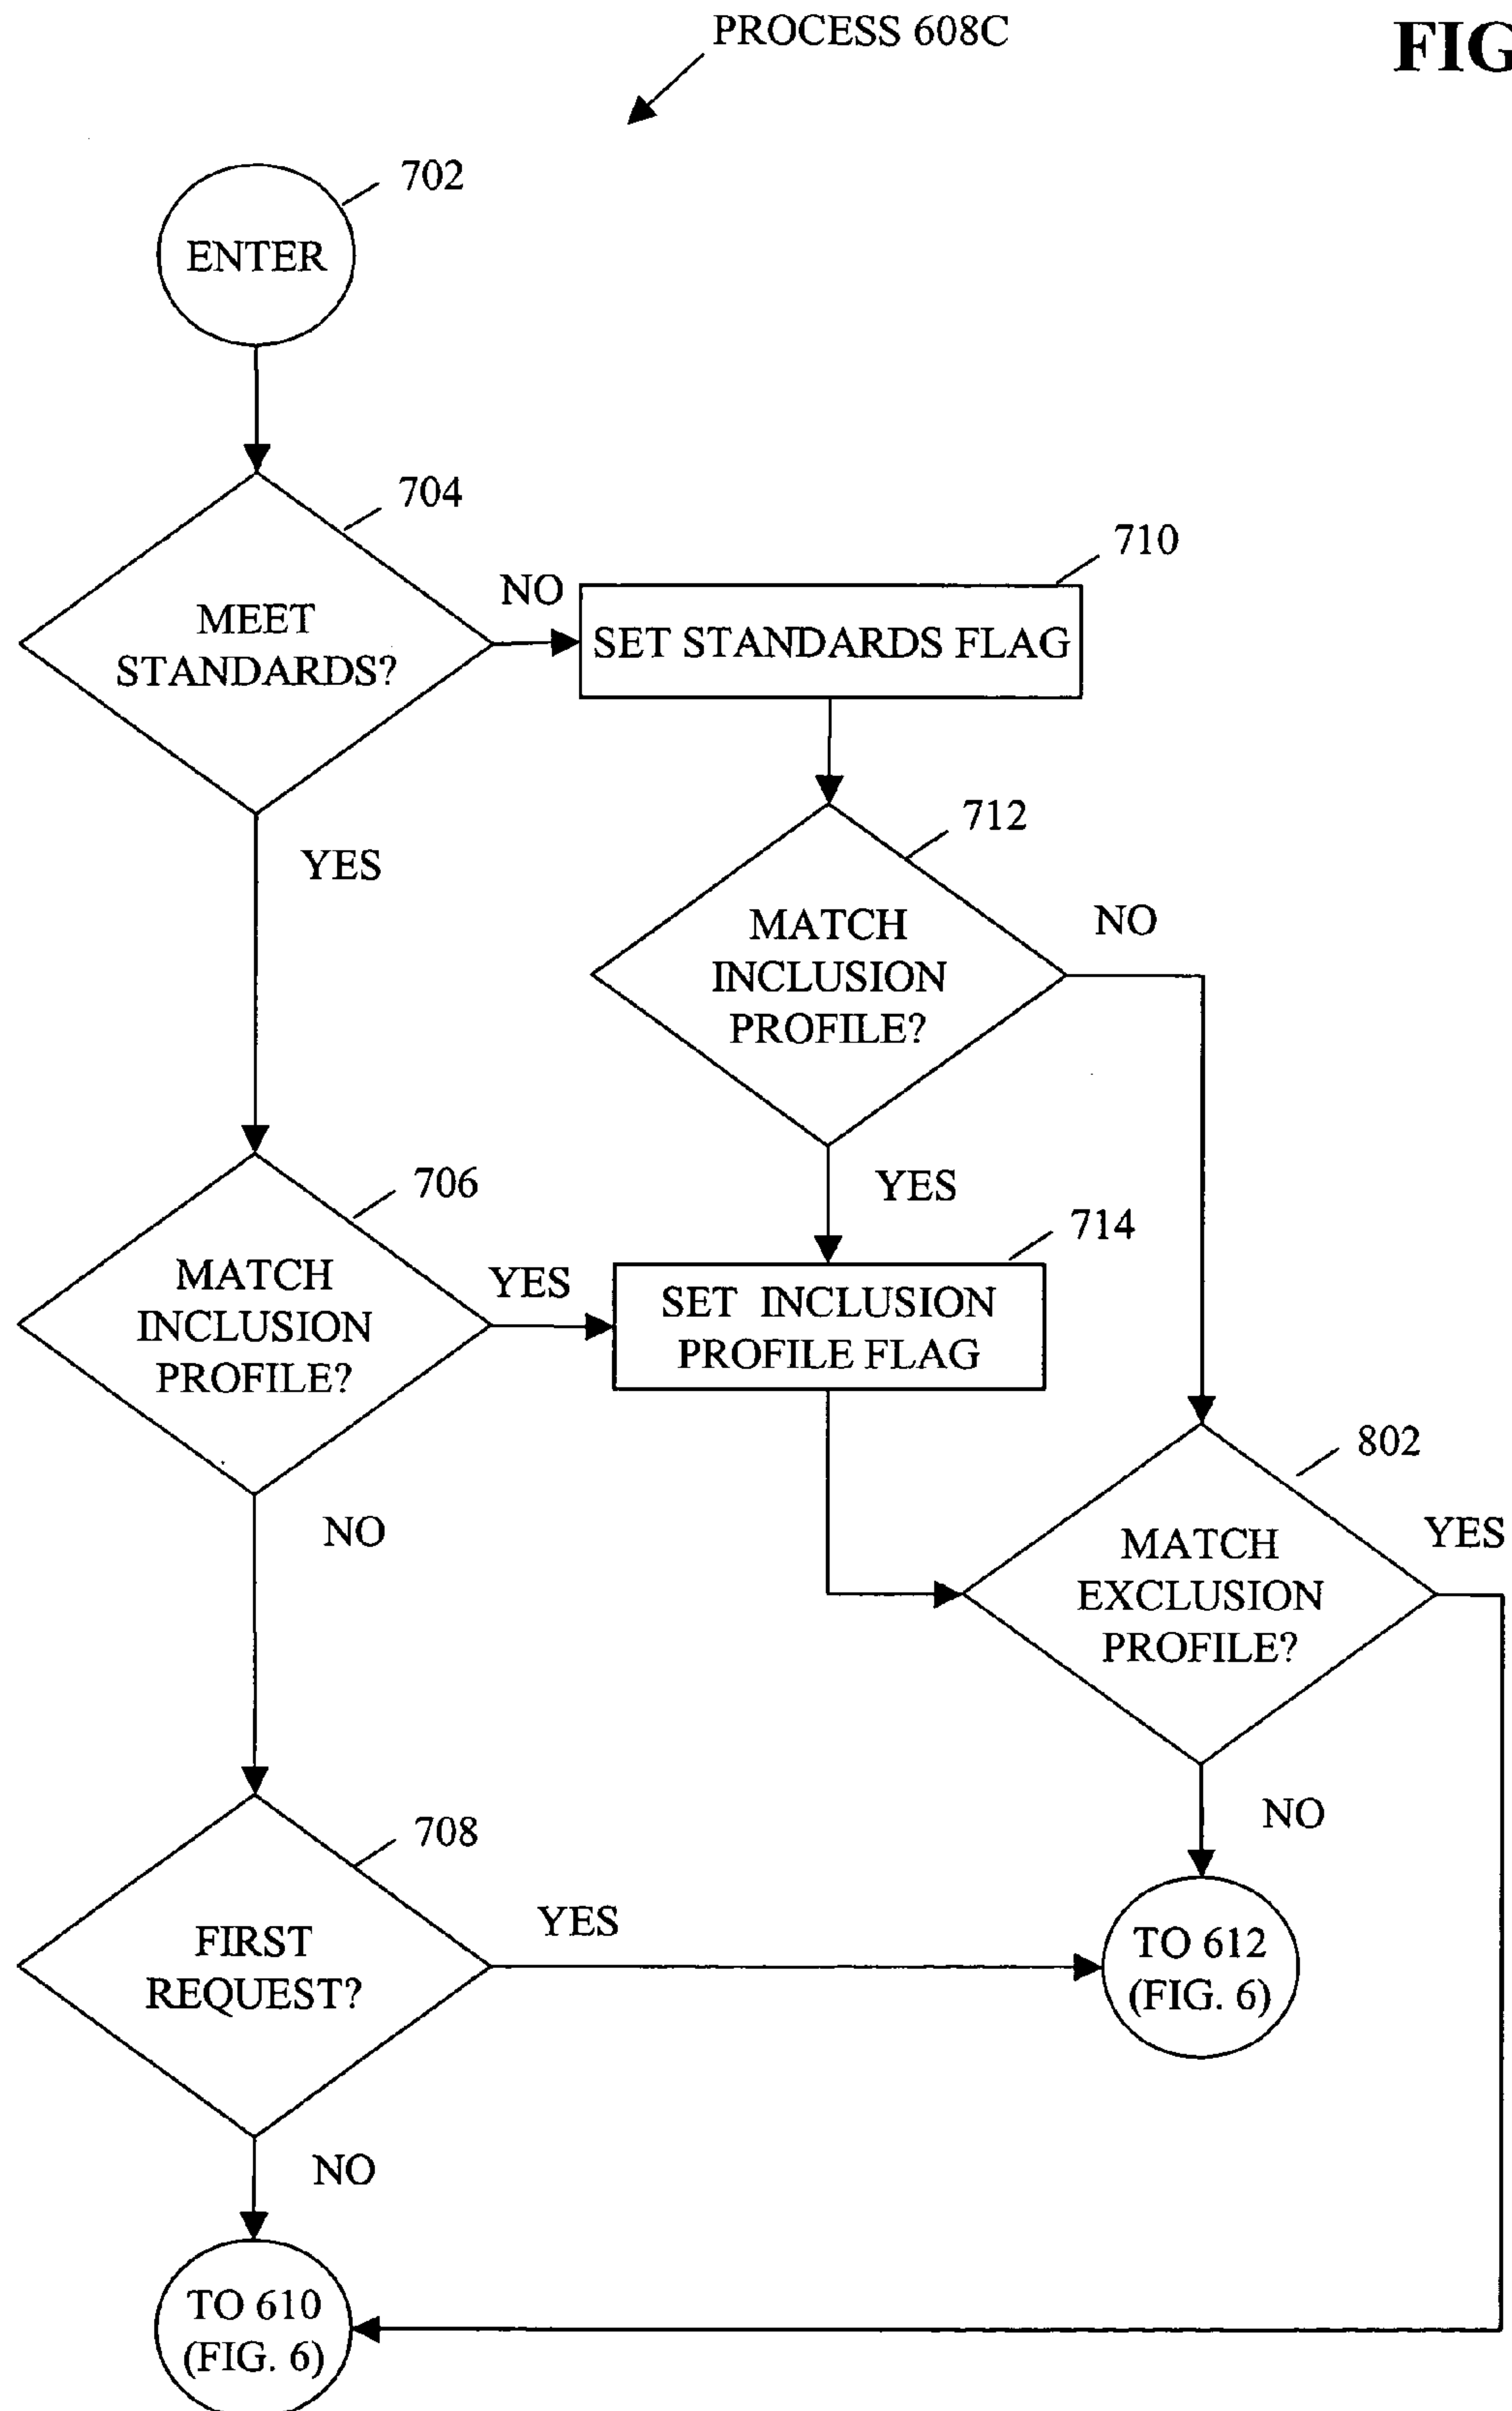 PROCESS 608C
FIG
702
ENTER
704
MEET
STANDARDS?
NO
710
SET STANDARDS FLAG
YES
712
MATCH
INCLUSION
PROFILE?
NO
YES
706
MATCH
INCLUSION
PROFILE?
YES
714
SET INCLUSION
PROFILE FLAG
NO
802
MATCH
EXCLUSION
PROFILE?
YES
NO
708
FIRST
REQUEST?
YES
TO 612
(FIG. 6)
NO
TO 610
(FIG. 6)